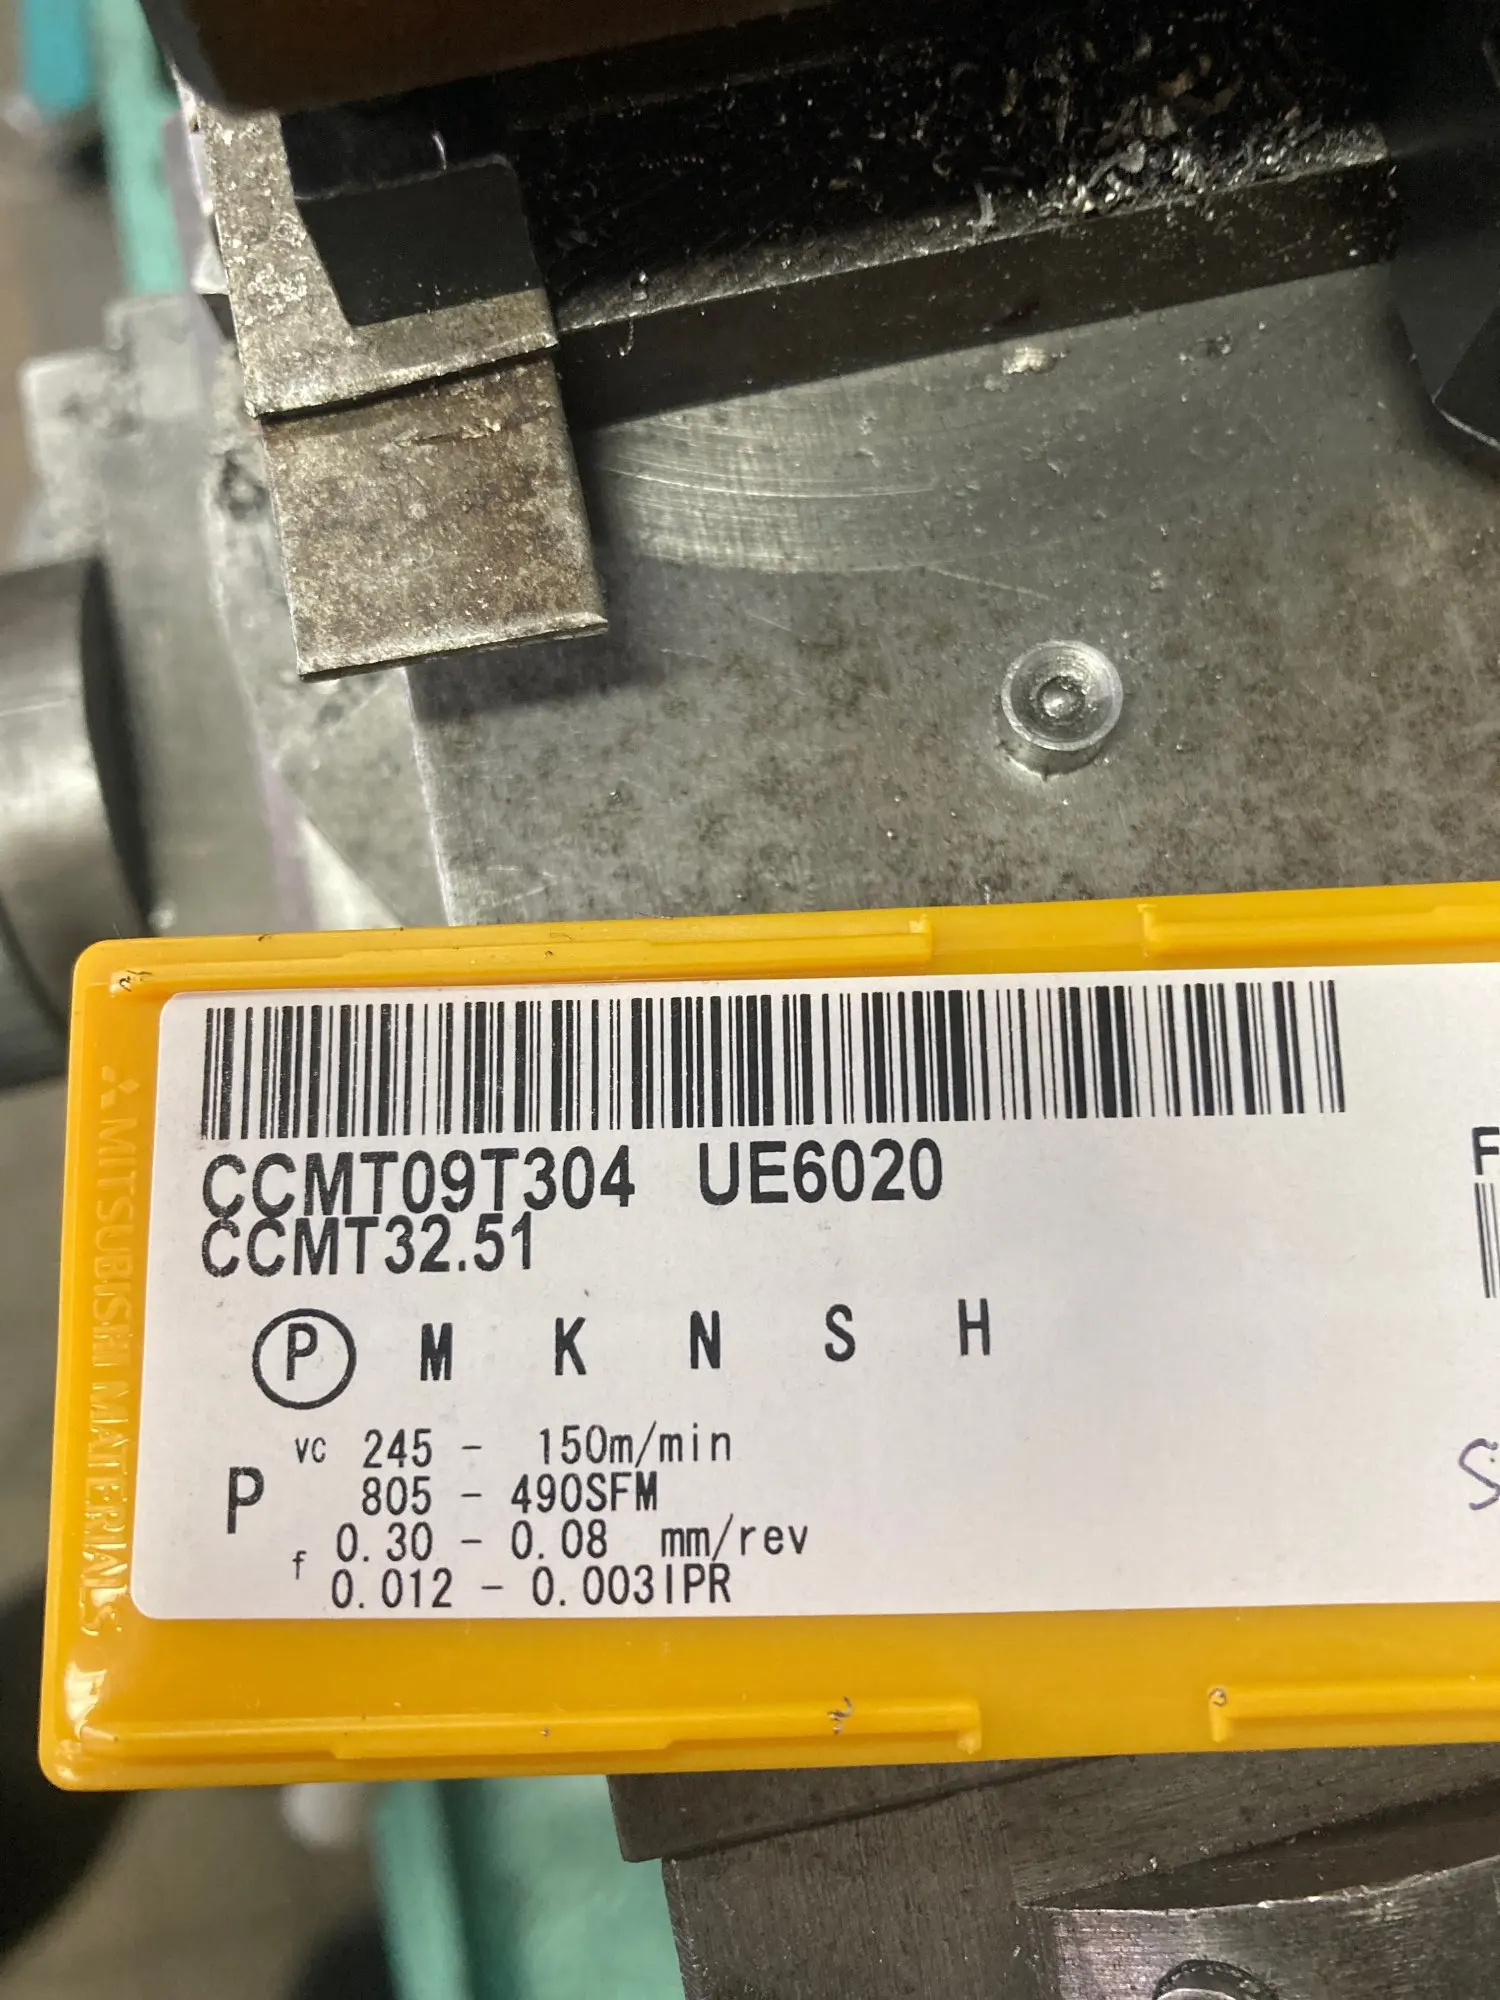 CCMT09T304 UE6020
CCMT32.51
P M K N S H
P
vc 245 - 150m/min
805 - 490SFM
f 0.30 - 0.08 mm/rev
0.012 - 0.003IPR
MITSUBISHI MATERIALS
F
S